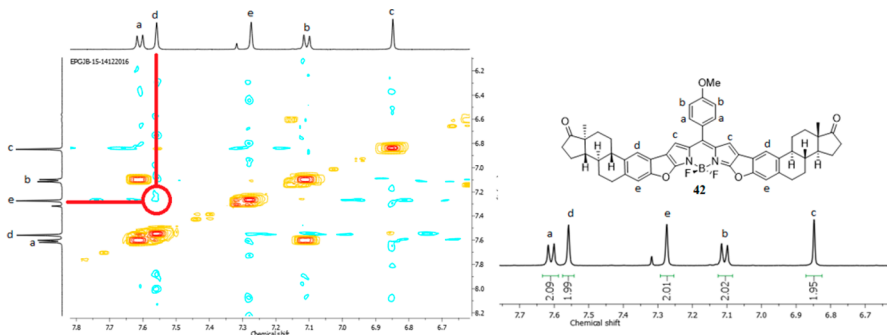 a d e b c
EPGJB-15-14122016
c
b
e
d
a
6.2
6.4
6.6
6.8
7.0
7.2
7.4
7.6
7.8
8.0
8.2
7.8 7.7 7.6 7.5 7.4 7.3 7.2 7.1 7.0 6.9 6.8 6.7
Chemical shift
OMe
b b
a a
O O
c c
d d
H H
H H H H
N N
B
F F
e e
O O
42
a d e b c
2.09 1.99 2.01 2.02 1.95
7.7 7.6 7.5 7.4 7.3 7.2 7.1 7.0 6.9 6.8 6.7
Chemical shift